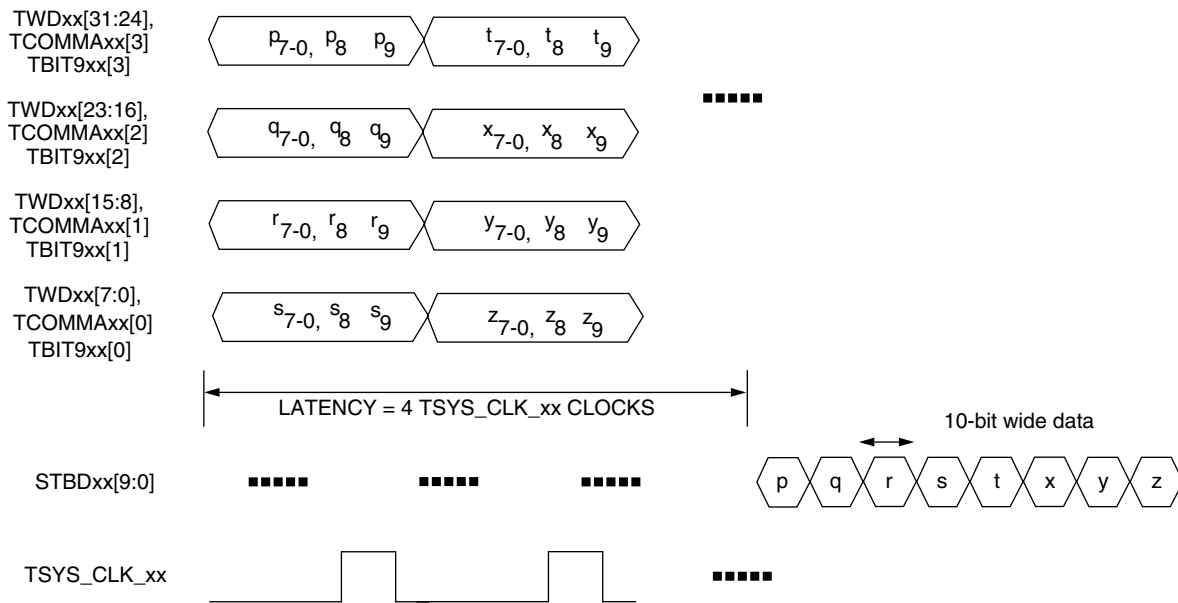 TWDxx[31:24],
TCOMMAxx[3]
TBIT9xx[3]
p7-0, p8 p9
t7-0, t8 t9
TWDxx[23:16],
TCOMMAxx[2]
TBIT9xx[2]
q7-0, q8 q9
x7-0, x8 x9
TWDxx[15:8],
TCOMMAxx[1]
TBIT9xx[1]
r7-0, r8 r9
y7-0, y8 y9
TWDxx[7:0],
TCOMMAxx[0]
TBIT9xx[0]
s7-0, s8 s9
z7-0, z8 z9
LATENCY = 4 TSYS_CLK_xx CLOCKS
10-bit wide data
STBDxx[9:0]
p q r s t x y z
TSYS_CLK_xx